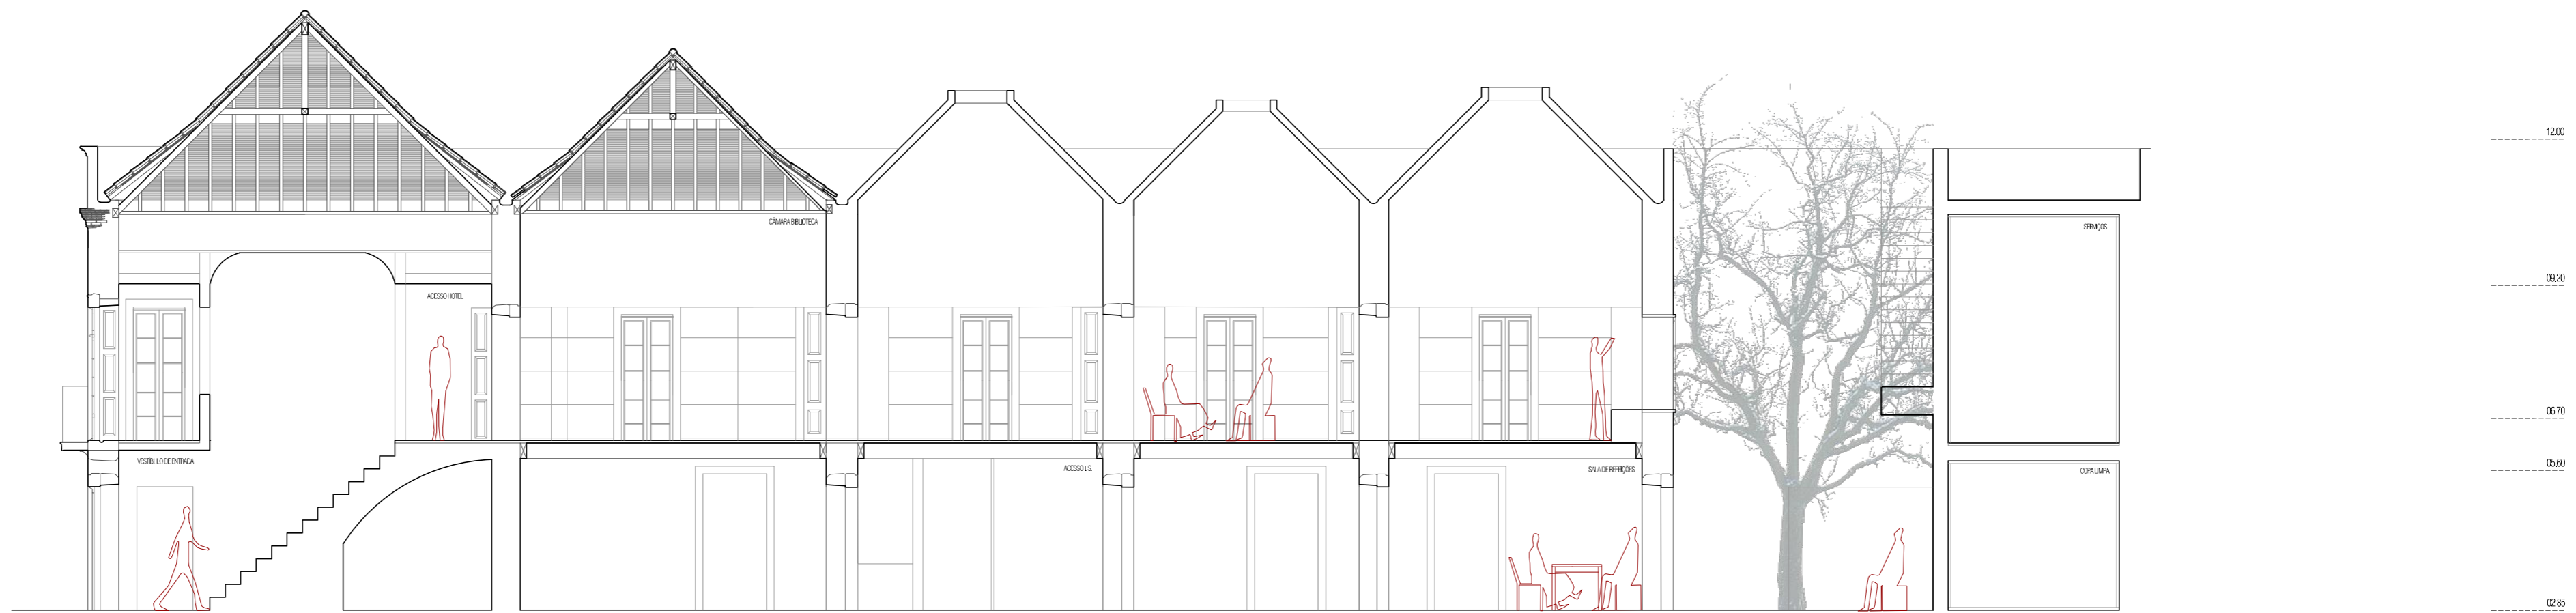 12.00
CÂMARA BIBLIOTECA
SERVIÇOS
09.20
ACESSO HOTEL
06.70
VESTÍBULO DE ENTRADA
ACESSO I.S.
SALA DE REFEIÇÕES
COPA LIMPA
05.60
02.85